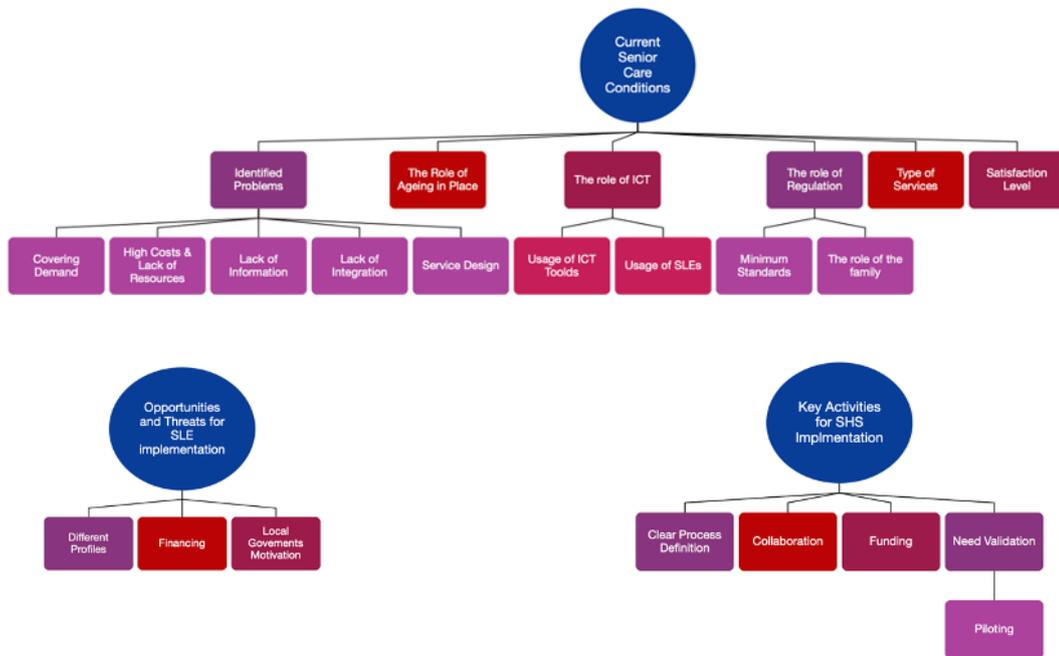 Current
Senior
Care
Conditions
Identified
Problems
The Role of
Ageing in Place
The role of ICT
The role of
Regulation
Type of
Services
Satisfaction
Level
Covering
Demand
High Costs &
Lack of
Resources
Lack of
Information
Lack of
Integration
Service Design
Usage of ICT
Toolds
Usage of SLEs
Minimum
Standards
The role of the
family
Opportunities
and Threats for
SLE
implementation
Different
Profiles
Financing
Local
Govements
Motivation
Key Activities
for SHS
Implmentation
Clear Process
Definition
Collaboration
Funding
Need Validation
Piloting